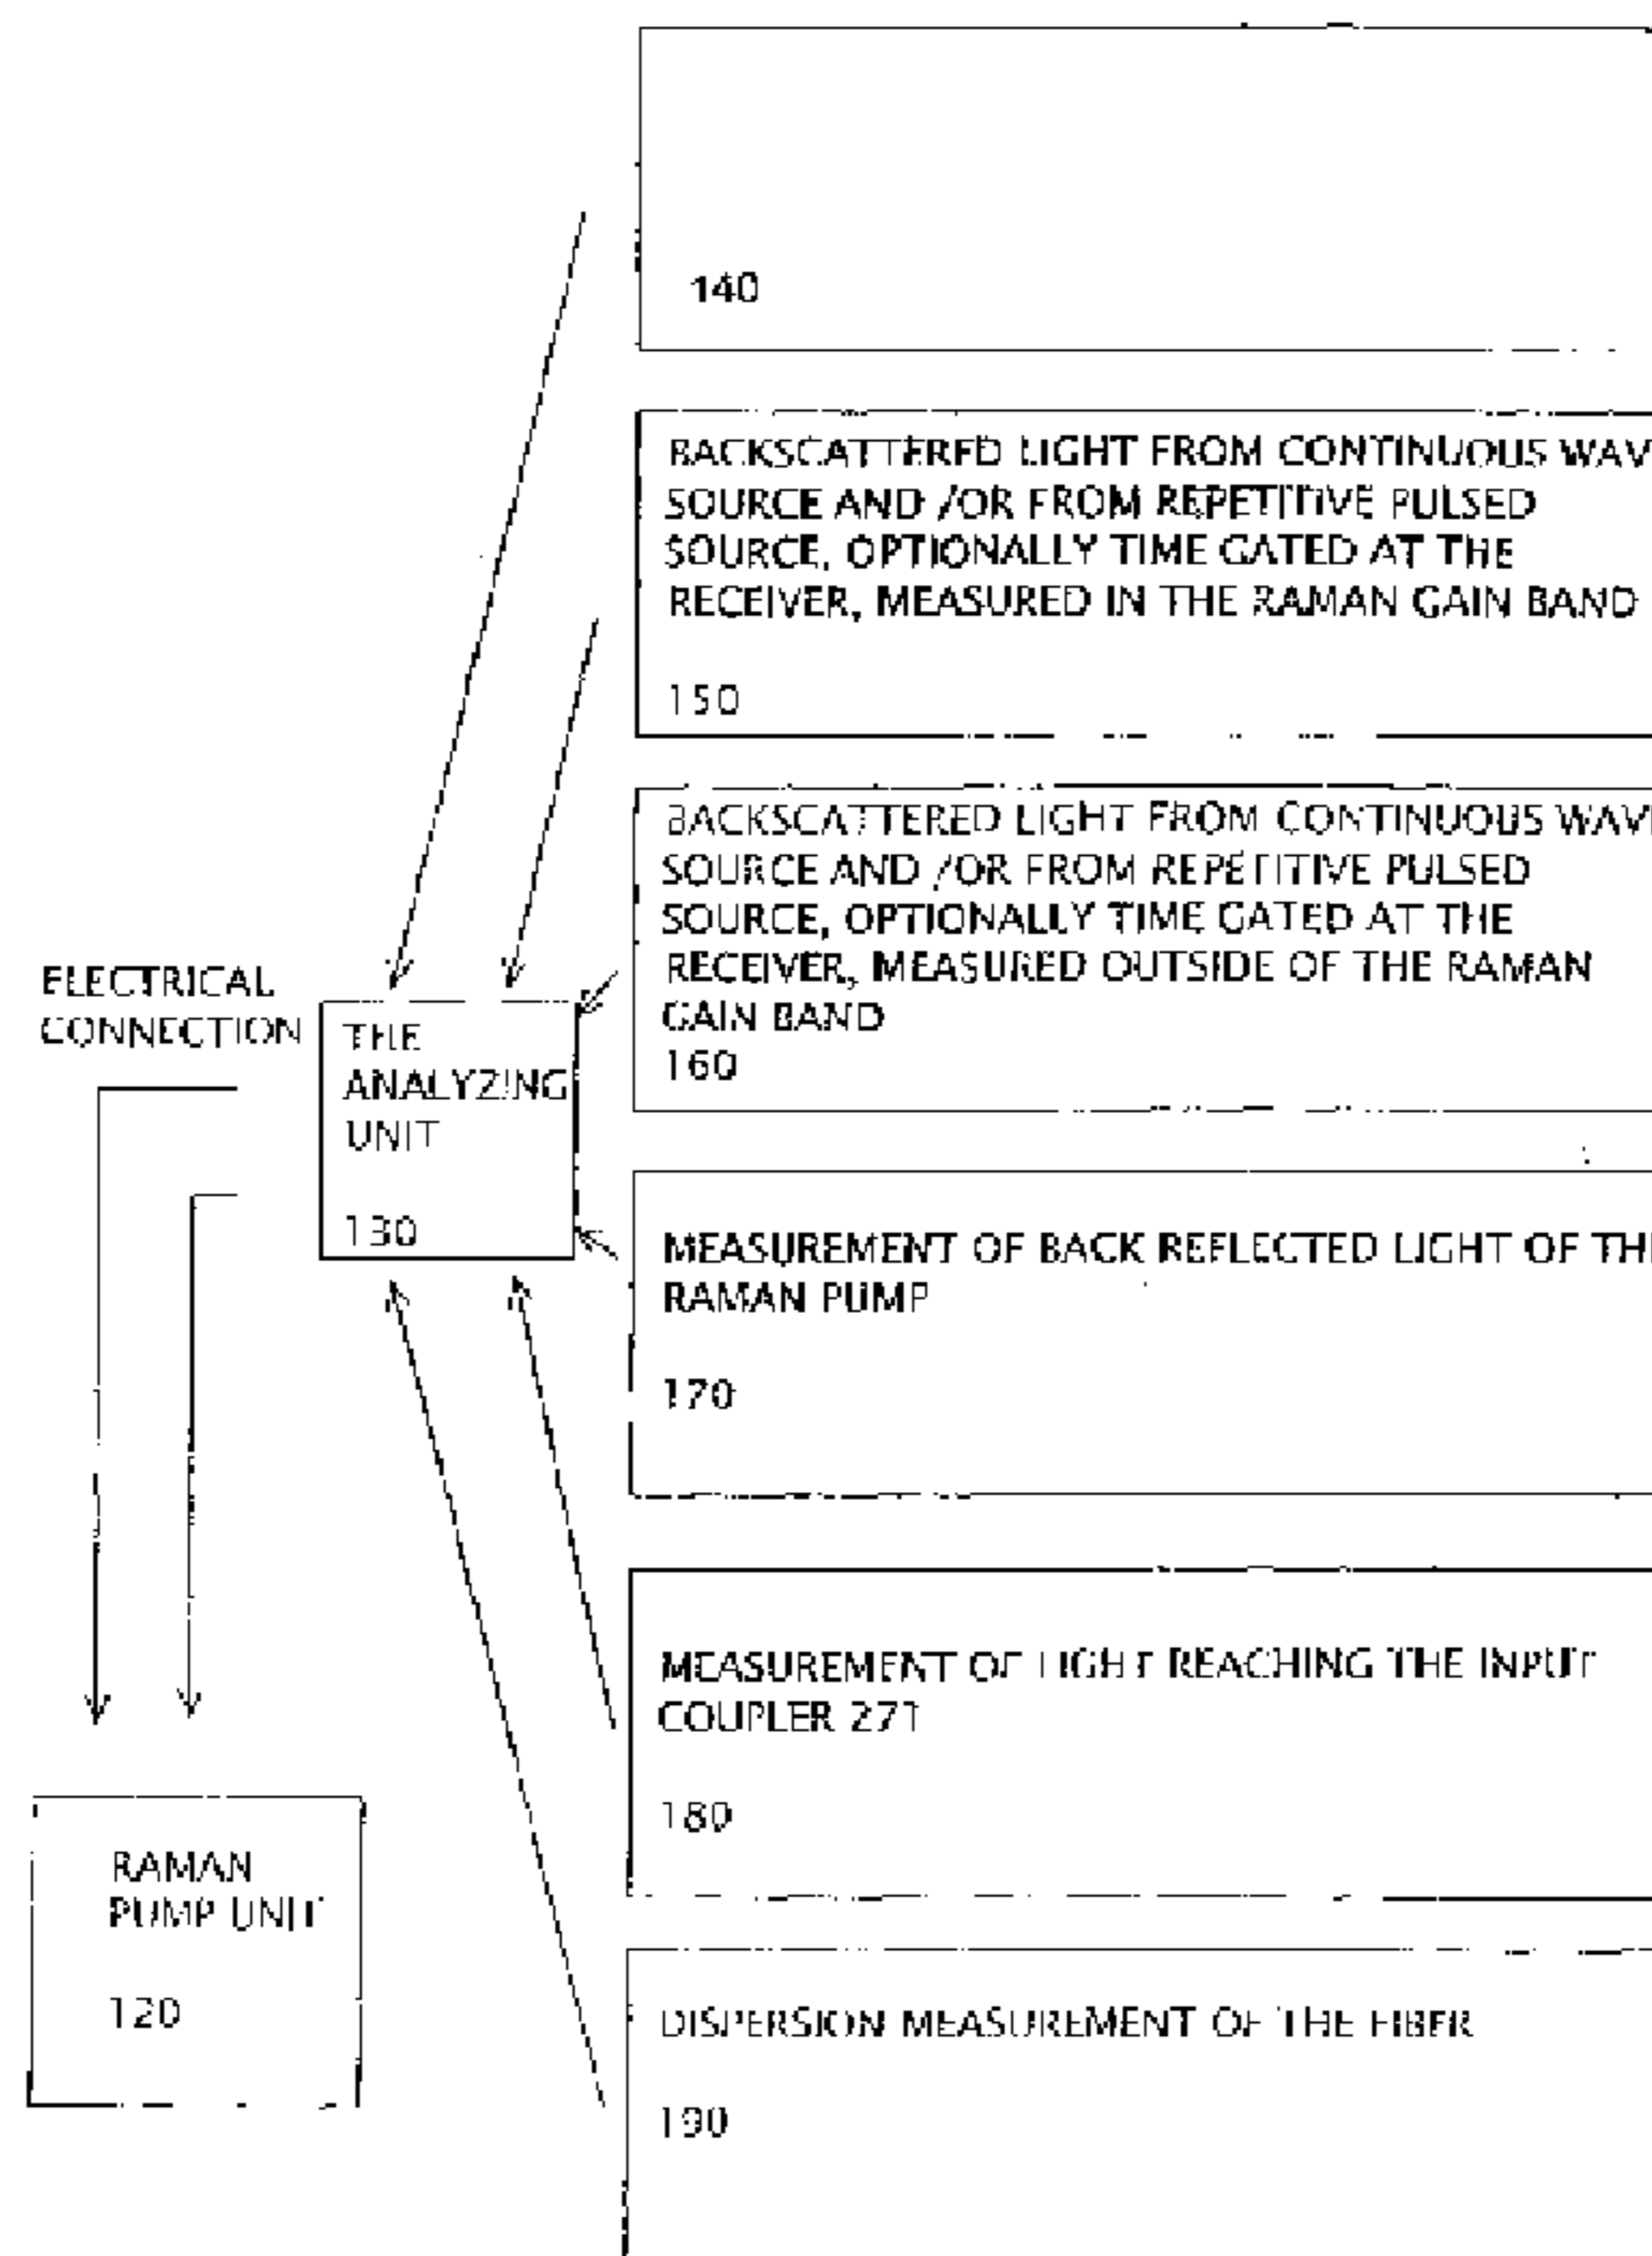 140
BACKSCATTERED LIGHT FROM CONTINUOUS WAV
SOURCE AND /OR FROM REPETITIVE PULSED
SOURCE, OPTIONALLY TIME GATED AT THE
RECEIVER, MEASURED IN THE RAMAN GAIN BAND
150
BACKSCATTERED LIGHT FROM CONTINUOUS WAVE
SOURCE AND /OR FROM REPETITIVE PULSED
SOURCE, OPTIONALLY TIME GATED AT THE
RECEIVER, MEASURED OUTSIDE OF THE RAMAN
GAIN BAND
160
ELECTRICAL
CONNECTION
THE
ANALYZING
UNIT
130
MEASUREMENT OF BACK REFLECTED LIGHT OF THE
RAMAN PUMP
170
MEASUREMENT OF LIGHT REACHING THE INPUT
COUPLER 271
180
RAMAN
PUMP UNIT
120
DISPERSION MEASUREMENT OF THE FIBER
190